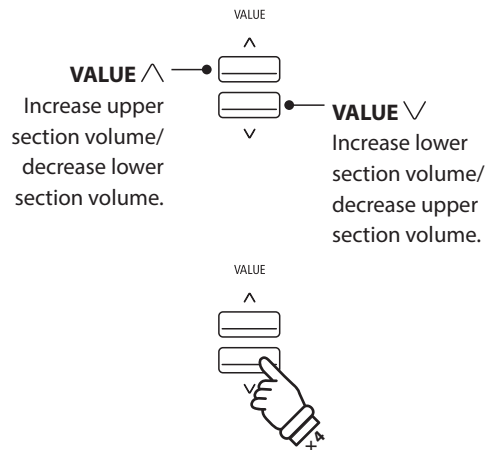 VALUE
VALUE ∧
Increase upper
section volume/
decrease lower
section volume.
VALUE ∨
Increase lower
section volume/
decrease upper
section volume.
VALUE
×4